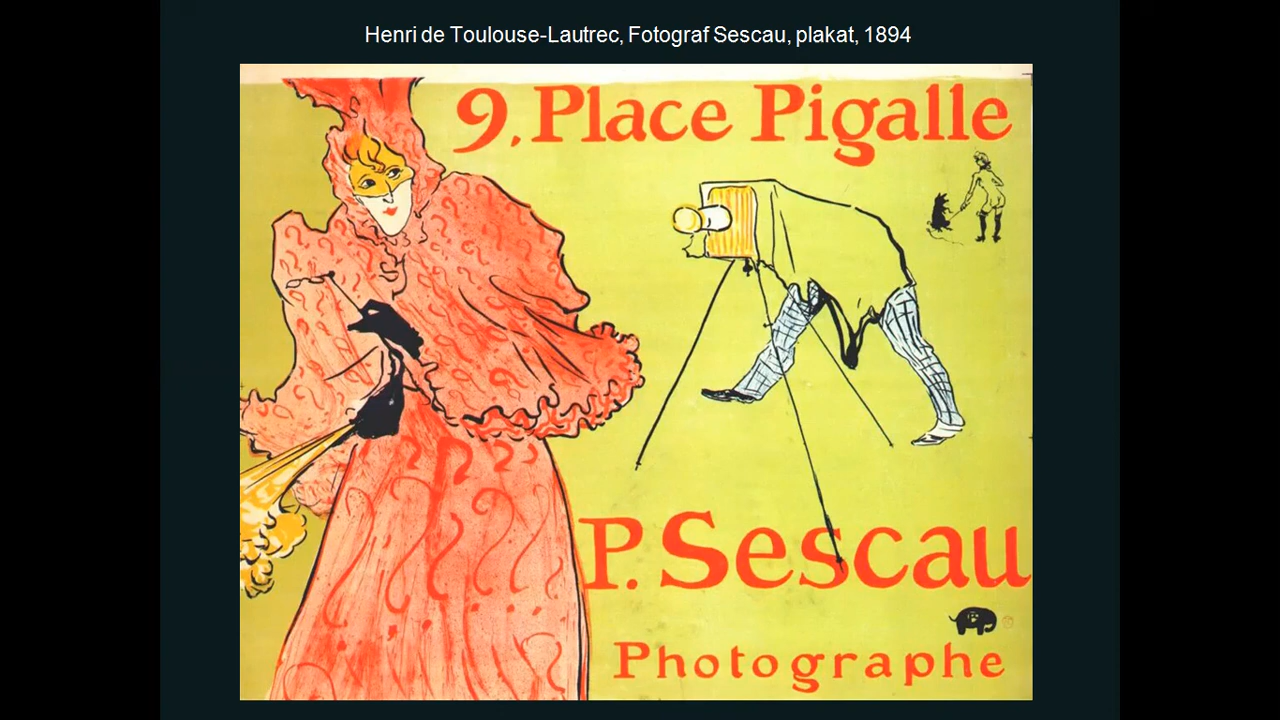 Henri de Toulouse-Lautrec, Fotograf Sescau, plakat, 1894
9, Place Pigalle
P. Sescau
Photographe